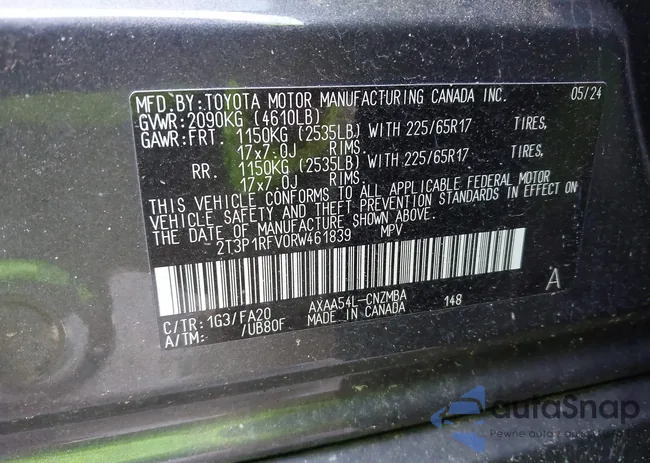 MFD.BY:TOYOTA MOTOR MANUFACTURING CANADA INC. 05/24
GVWR:2090KG (4610LB)
GAWR:FRT. 1150KG (2535LB) WITH 225/65R17 TIRES,
17x7.0J RIMS.
RR. 1150KG (2535LB) WITH 225/65R17 TIRES,
17x7.0J RIMS.
THIS VEHICLE CONFORMS TO ALL APPLICABLE FEDERAL MOTOR
VEHICLE SAFETY AND THEFT PREVENTION STANDARDS IN EFFECT ON
THE DATE OF MANUFACTURE SHOWN ABOVE.
2T3P1RFV0RW461839 MPV
A
C/TR: 1G3/FA20 AXAA54L-CNZMBA 148
A/TM: /UB80F MADE IN CANADA
autaSnap
Pewne auta z